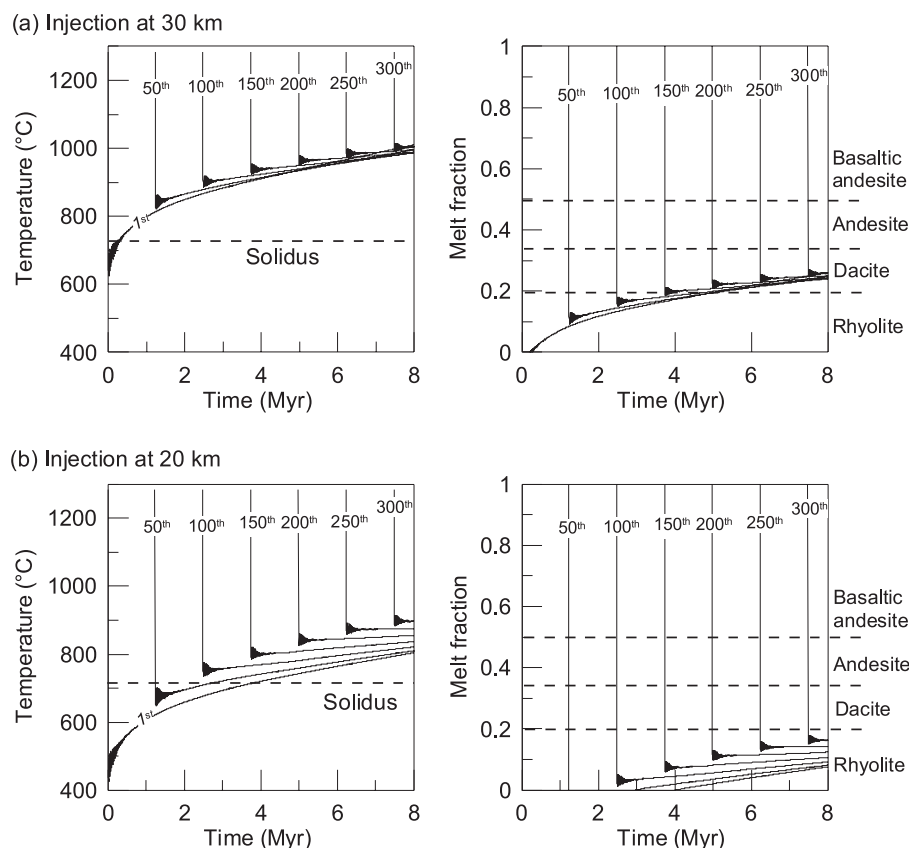 (a) Injection at 30 km
Temperature (°C)
1200
1000
800
600
400
50th
100th
150th
200th
250th
300th
1st
Solidus
0
2
4
6
8
Time (Myr)
Melt fraction
1
0.8
0.6
0.4
0.2
0
50th
100th
150th
200th
250th
300th
Basaltic
andesite
Andesite
Dacite
Rhyolite
0
2
4
6
8
Time (Myr)
(b) Injection at 20 km
Temperature (°C)
1200
1000
800
600
400
50th
100th
150th
200th
250th
300th
1st
Solidus
0
2
4
6
8
Time (Myr)
Melt fraction
1
0.8
0.6
0.4
0.2
0
50th
100th
150th
200th
250th
300th
Basaltic
andesite
Andesite
Dacite
Rhyolite
0
2
4
6
8
Time (Myr)